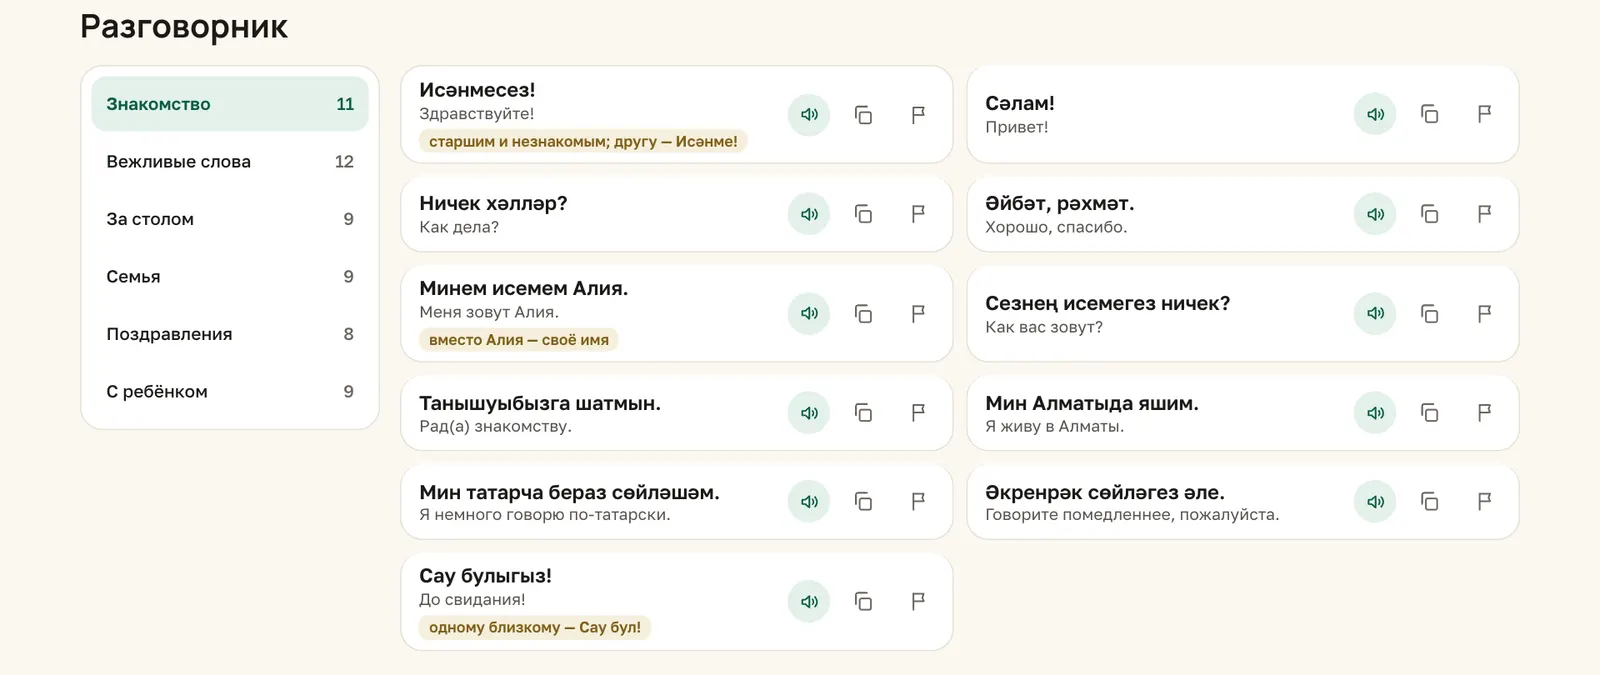 Разговорник
Знакомство 11
Вежливые слова 12
За столом 9
Семья 9
Поздравления 8
С ребёнком 9
Исәнмесез!
Здравствуйте!
старшим и незнакомым; другу — Исәнме!
Сәлам!
Привет!
Ничек хәлләр?
Как дела?
Әйбәт, рәхмәт.
Хорошо, спасибо.
Минем исемем Алия.
Меня зовут Алия.
вместо Алия — своё имя
Сезнең исемегез ничек?
Как вас зовут?
Танышуыбызга шатмын.
Рад(а) знакомству.
Мин Алматыда яшим.
Я живу в Алматы.
Мин татарча бераз сөйләшәм.
Я немного говорю по-татарски.
Әкренрәк сөйләгез әле.
Говорите помедленнее, пожалуйста.
Сау булыгыз!
До свидания!
одному близкому — Сау бул!